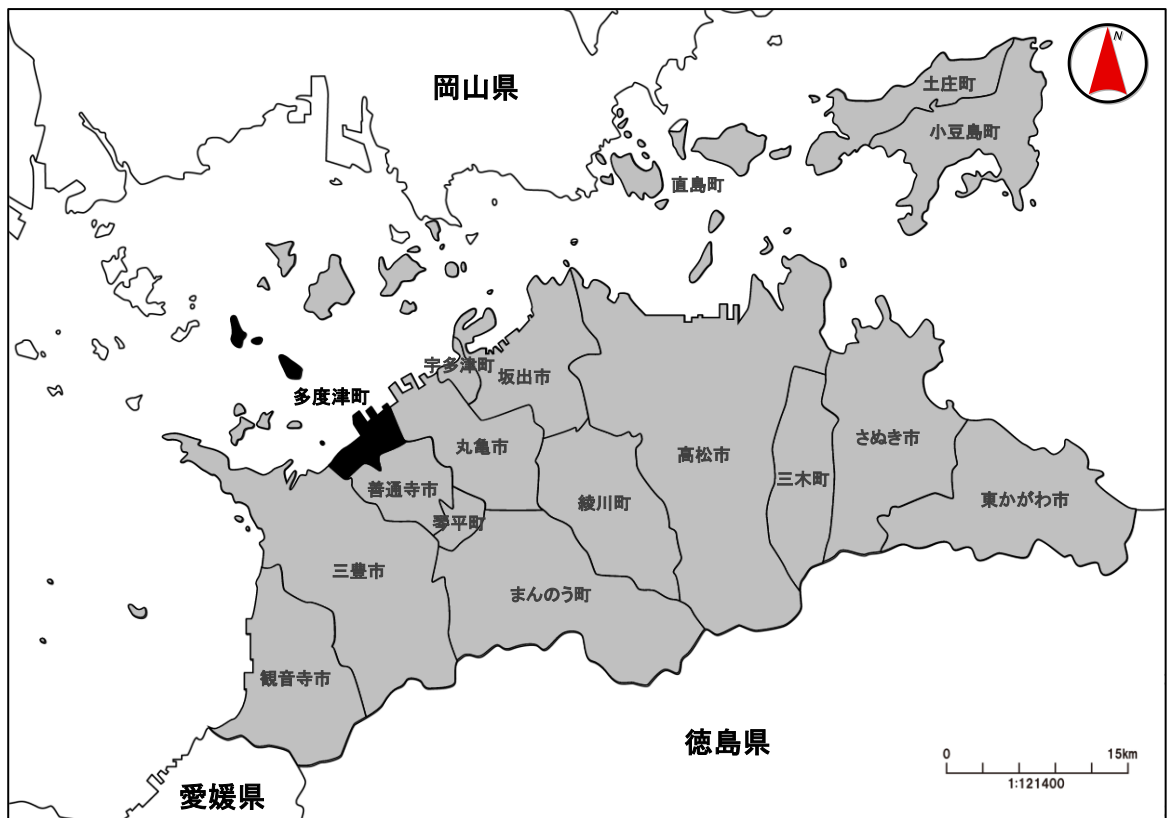 N
岡山県
土庄町
小豆島町
直島町
宇多津町
坂出市
多度津町
丸亀市
高松市
さぬき市
三木町
善通寺市
綾川町
東かがわ市
琴平町
三豊市
まんのう町
観音寺市
徳島県
愛媛県
0 15km
1:121400